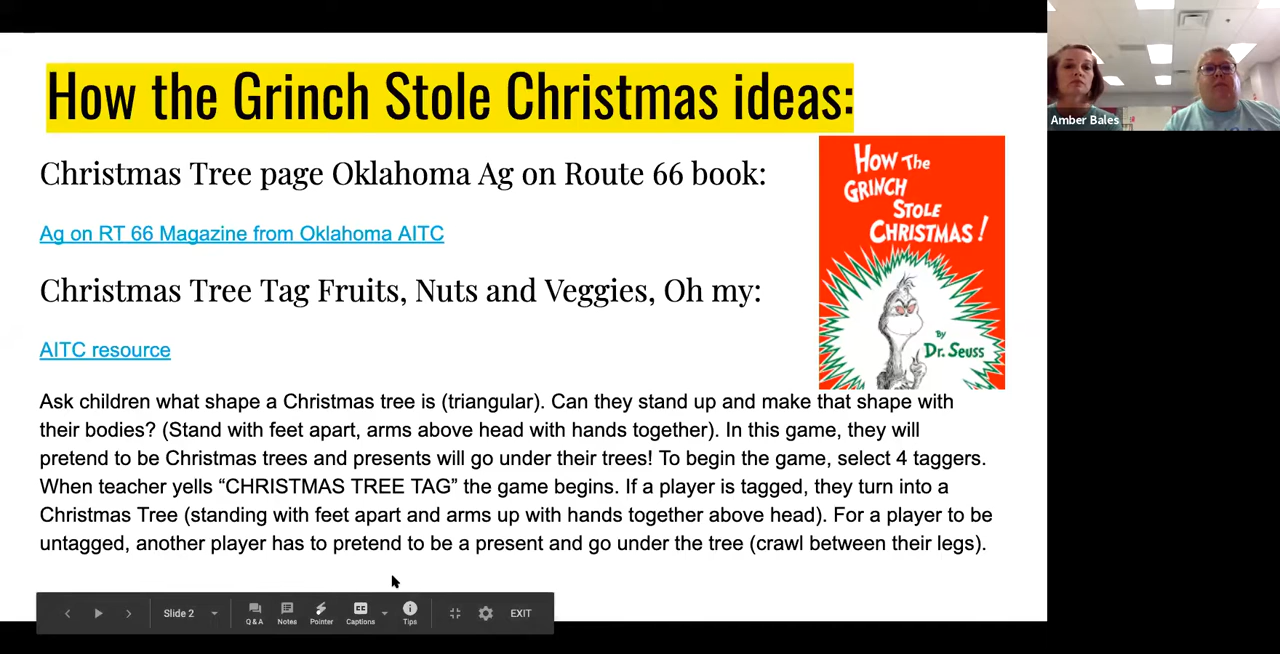 How the Grinch Stole Christmas ideas:
Christmas Tree page Oklahoma Ag on Route 66 book:
Ag on RT 66 Magazine from Oklahoma AITC
Christmas Tree Tag Fruits, Nuts and Veggies, Oh my:
AITC resource
Ask children what shape a Christmas tree is (triangular). Can they stand up and make that shape with
their bodies? (Stand with feet apart, arms above head with hands together). In this game, they will
pretend to be Christmas trees and presents will go under their trees! To begin the game, select 4 taggers.
When teacher yells “CHRISTMAS TREE TAG” the game begins. If a player is tagged, they turn into a
Christmas Tree (standing with feet apart and arms up with hands together above head). For a player to be
untagged, another player has to pretend to be a present and go under the tree (crawl between their legs).
HOW THE
GRINCH
STOLE
CHRISTMAS!
By
Dr. Seuss
Amber Bales
Slide 2
Q & A
Notes
Pointer
CC
Captions
Tips
EXIT